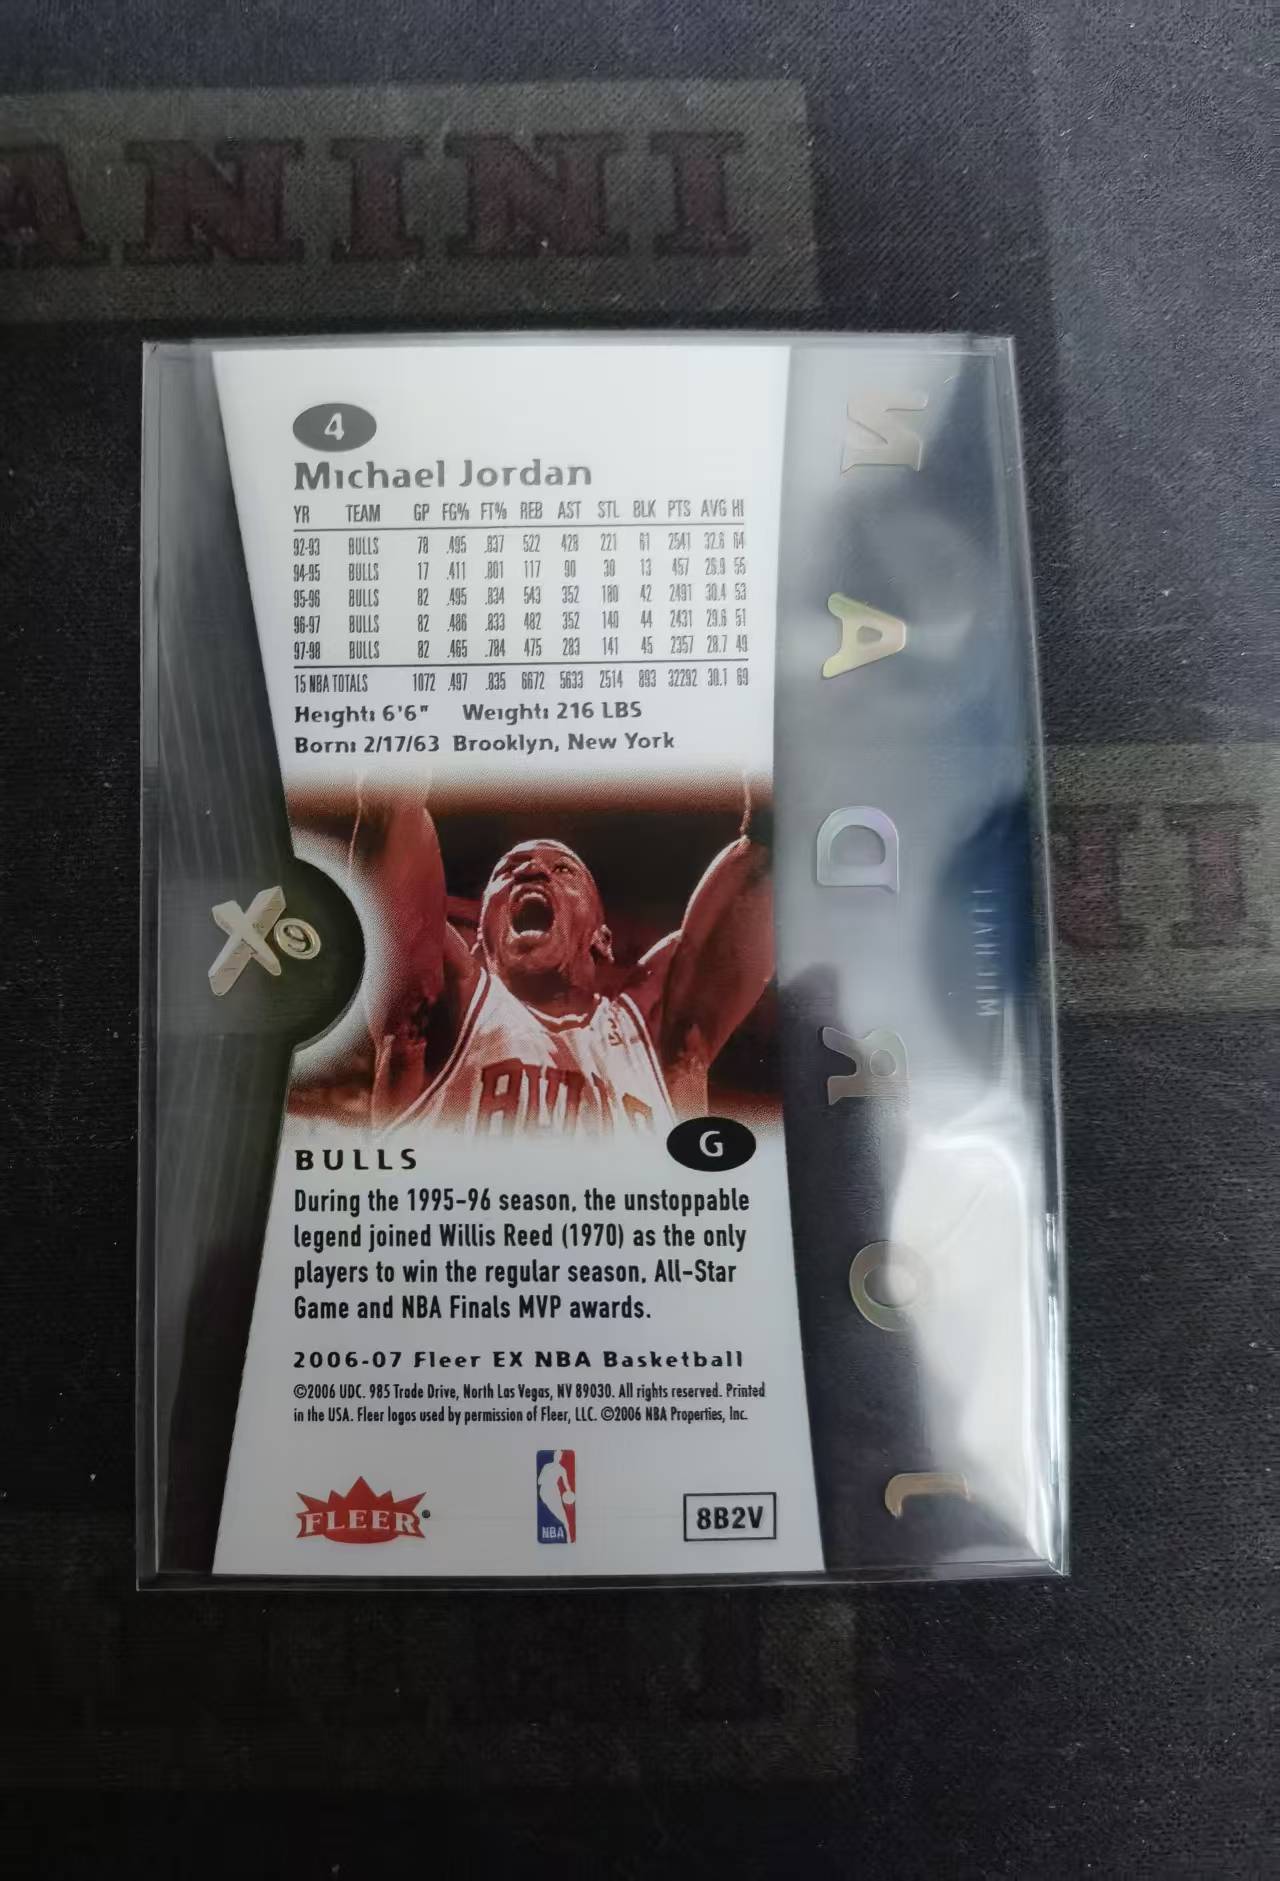 ANINI
4
Michael Jordan
YR TEAM GP FG% FT% REB AST STL BLK PTS AVG HI
92-93 BULLS 78 .495 .837 522 428 221 61 2541 32.6 64
94-95 BULLS 17 .411 .801 117 90 30 13 457 26.9 55
95-96 BULLS 82 .495 .834 543 352 180 42 2491 30.4 53
96-97 BULLS 82 .486 .833 482 352 140 44 2431 29.6 51
97-98 BULLS 82 .465 .784 475 283 141 45 2357 28.7 49
15 NBA TOTALS 1072 .497 .835 6672 5633 2514 893 32292 30.1 69
Height: 6'6" Weight: 216 LBS
Born: 2/17/63 Brooklyn, New York
BULLS
G
During the 1995-96 season, the unstoppable
legend joined Willis Reed (1970) as the only
players to win the regular season, All-Star
Game and NBA Finals MVP awards.
2006-07 Fleer EX NBA Basketball
©2006 UDC. 985 Trade Drive, North Las Vegas, NV 89030. All rights reserved. Printed
in the USA. Fleer logos used by permission of Fleer, LLC. ©2006 NBA Properties, Inc.
FLEER
NBA
8B2V
JORDAN
MICHAEL